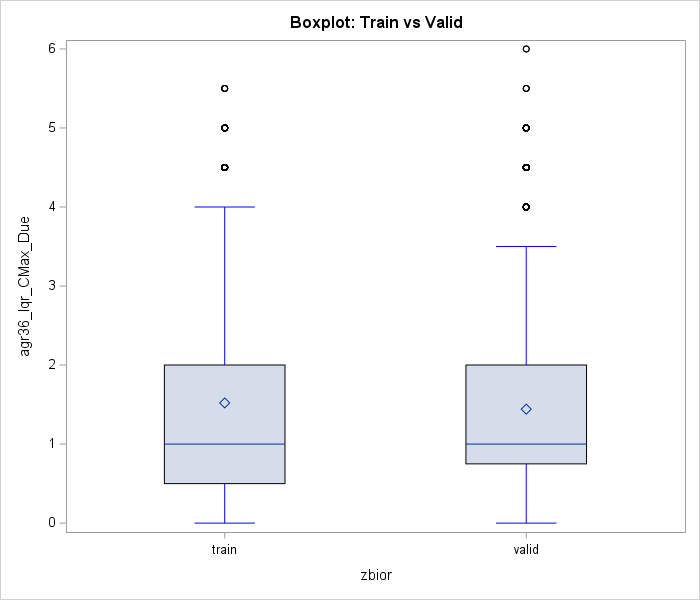 Boxplot: Train vs Valid
6
5
4
3
2
1
0
agr36_Iqr_CMax_Due
train
valid
zbior